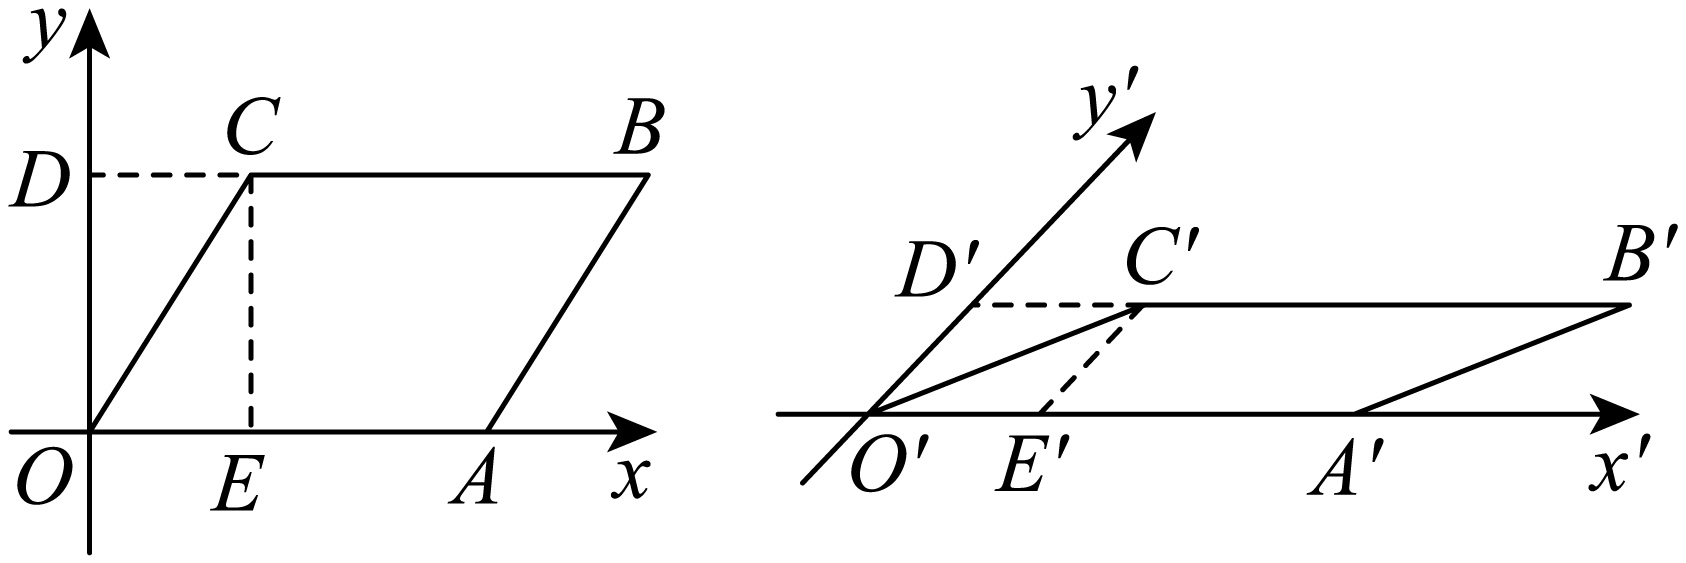 y
C B
D
O E A x
y′
D′ C′ B′
O′ E′ A′ x′